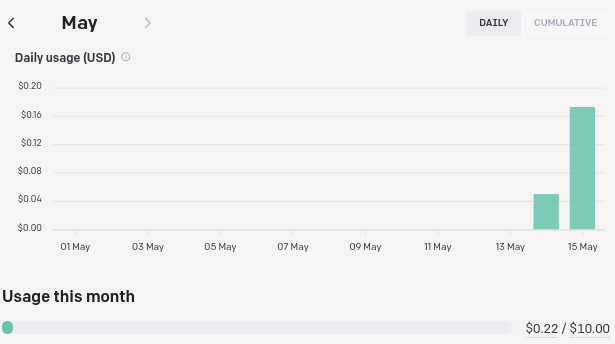 May
DAILY
CUMULATIVE
Daily usage (USD)
$0.20
$0.16
$0.12
$0.08
$0.04
$0.00
01 May
03 May
05 May
07 May
09 May
11 May
13 May
15 May
Usage this month
$0.22 / $10.00